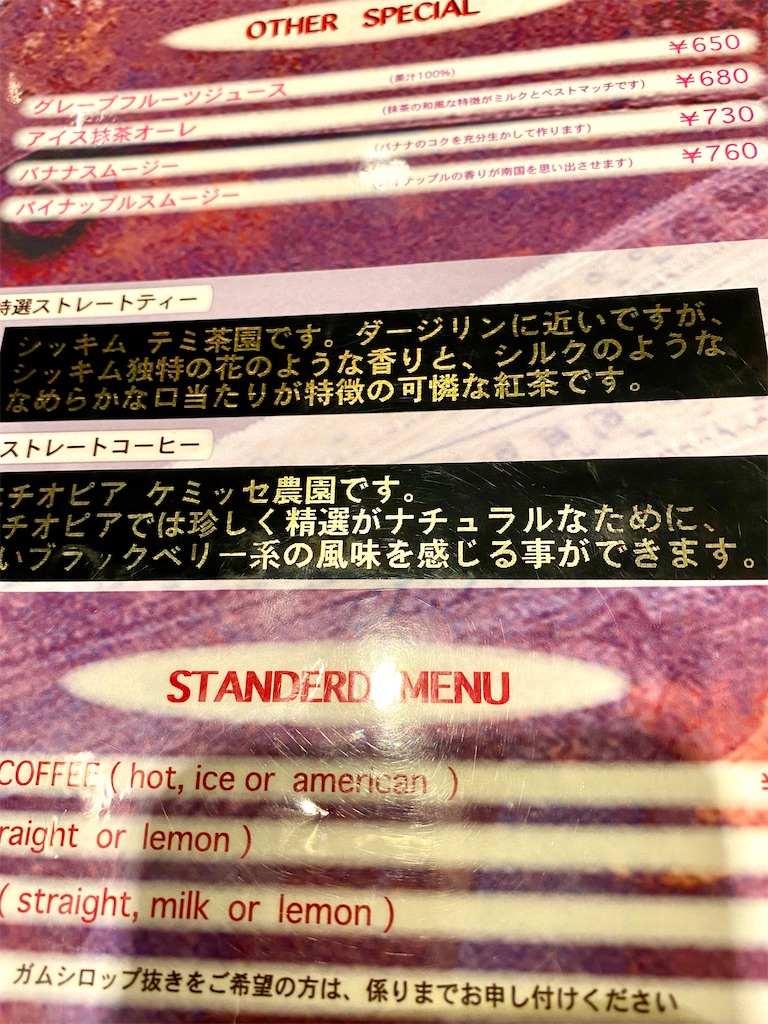 OTHER SPECIAL
グレープフルーツジュース (果汁100%) ¥650
アイス抹茶オーレ (抹茶の和風な特徴がミルクとベストマッチです) ¥680
バナナスムージー (バナナのコクを充分生かして作ります) ¥730
パイナップルスムージー ナップルの香りが南国を思い出させます) ¥760
特選ストレートティー
シッキム テミ茶園です。ダージリンに近いですが、
シッキム独特の花のような香りと、シルクのような
なめらかな口当たりが特徴の可憐な紅茶です。
ストレートコーヒー
エチオピア ケミッセ農園です。
チオピアでは珍しく精選がナチュラルなために、
いブラックベリー系の風味を感じる事ができます。
STANDERD MENU
COFFEE ( hot, ice or american )
raight or lemon )
( straight, milk or lemon )
ガムシロップ抜きをご希望の方は、係りまでお申し付けください